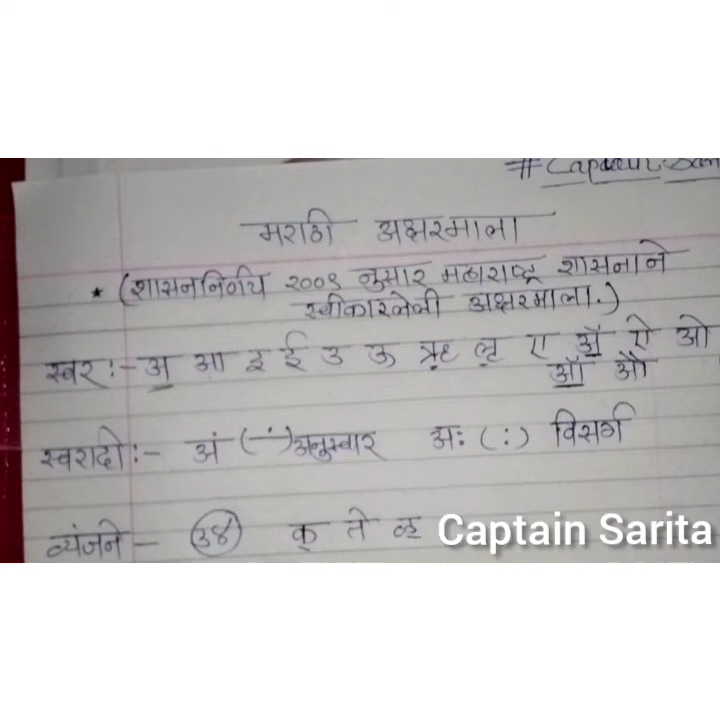 मराठी अक्षरमाला
* (शासननिर्णय २००९ नुसार महाराष्ट्र शासनाने
स्वीकारलेली अक्षरमाला.)
स्वर :- अ आ इ ई उ ऊ ऋ ऌ ए ॲ ऐ ओ
ऑ औ
स्वरादी :- अं (ं) अनुस्वार अः (:) विसर्ग
व्यंजने - ३४ क् ते ळ्
Captain Sarita